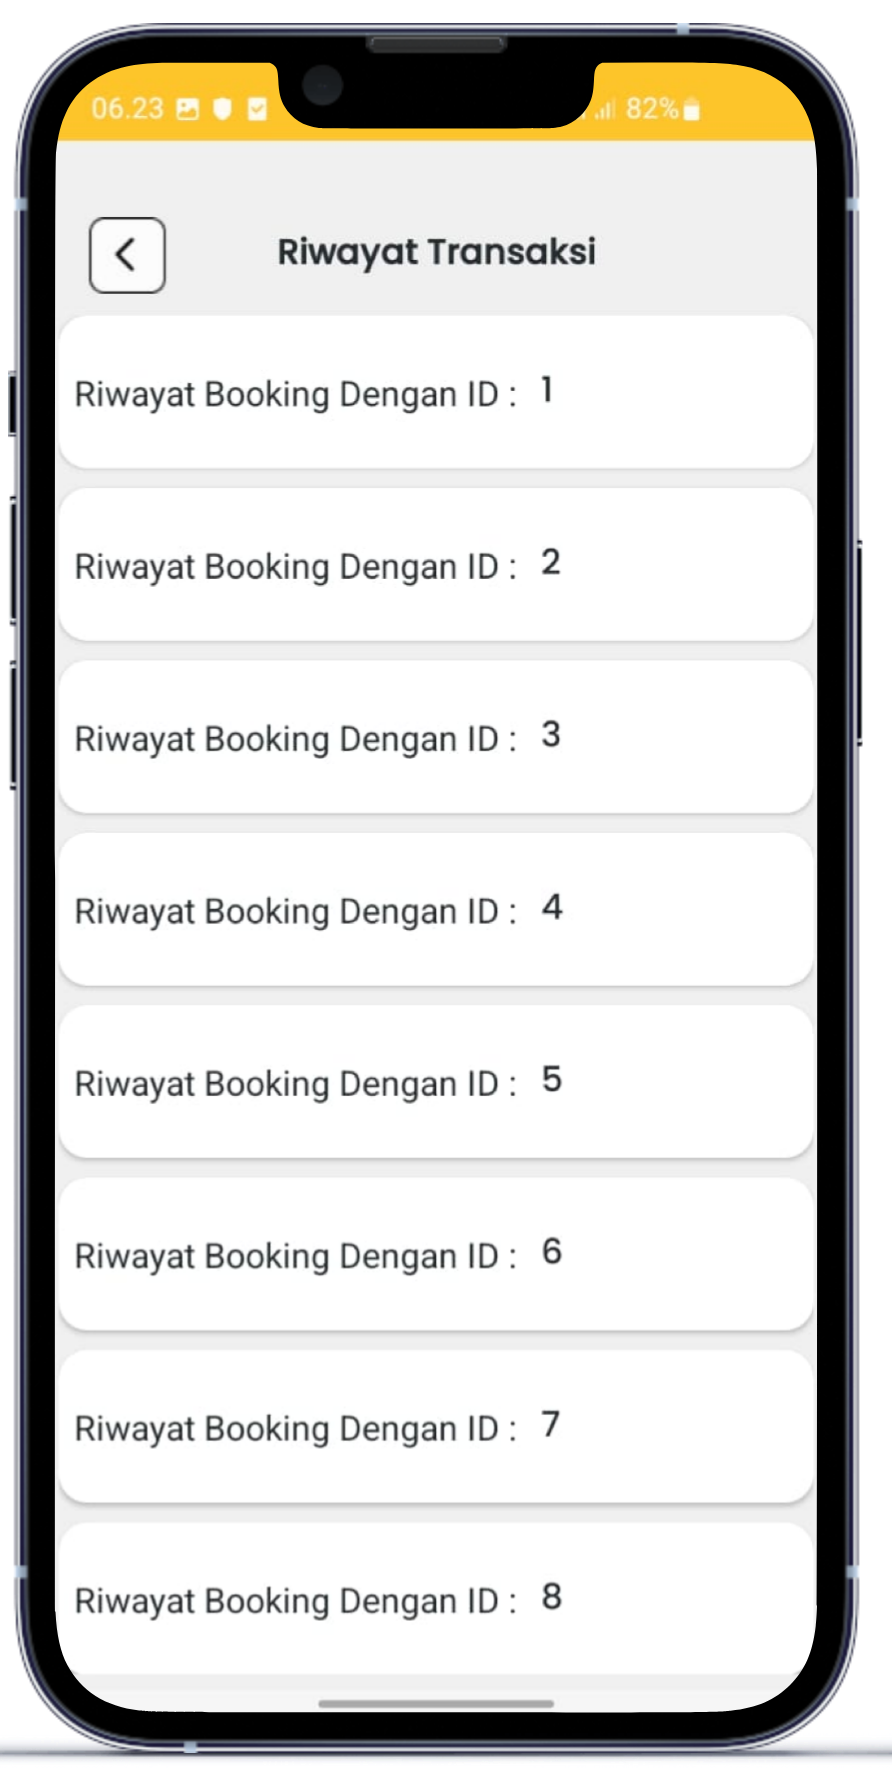 06.23 82%
Riwayat Transaksi
Riwayat Booking Dengan ID : 1
Riwayat Booking Dengan ID : 2
Riwayat Booking Dengan ID : 3
Riwayat Booking Dengan ID : 4
Riwayat Booking Dengan ID : 5
Riwayat Booking Dengan ID : 6
Riwayat Booking Dengan ID : 7
Riwayat Booking Dengan ID : 8